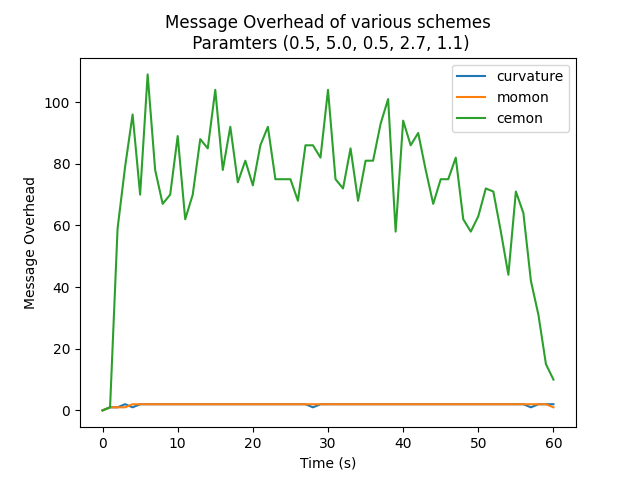 Message Overhead of various schemes
Paramters (0.5, 5.0, 0.5, 2.7, 1.1)
curvature
momon
cemon
Message Overhead
100
80
60
40
20
0
0 10 20 30 40 50 60
Time (s)